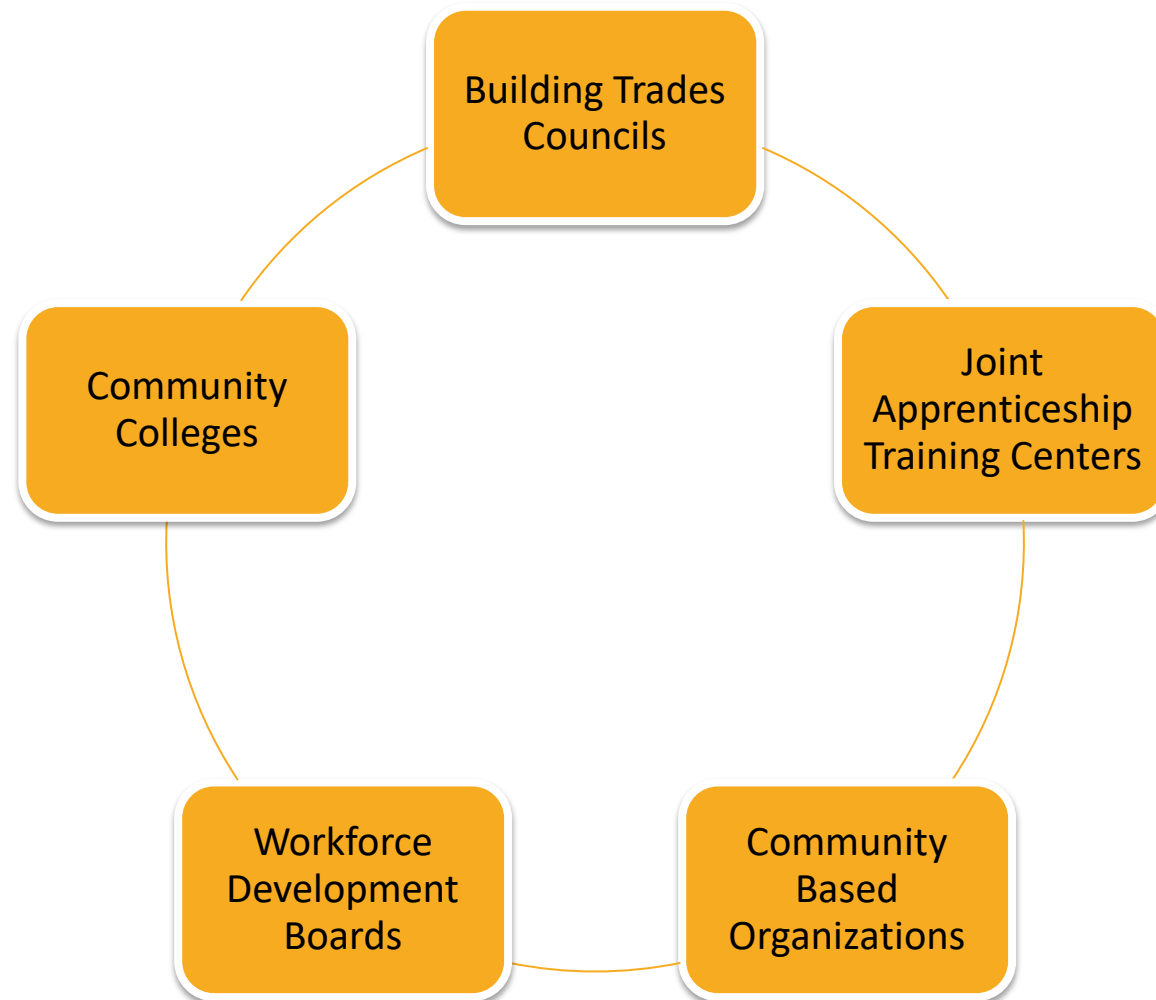 Building Trades
Councils
Joint
Apprenticeship
Training Centers
Community
Based
Organizations
Workforce
Development
Boards
Community
Colleges